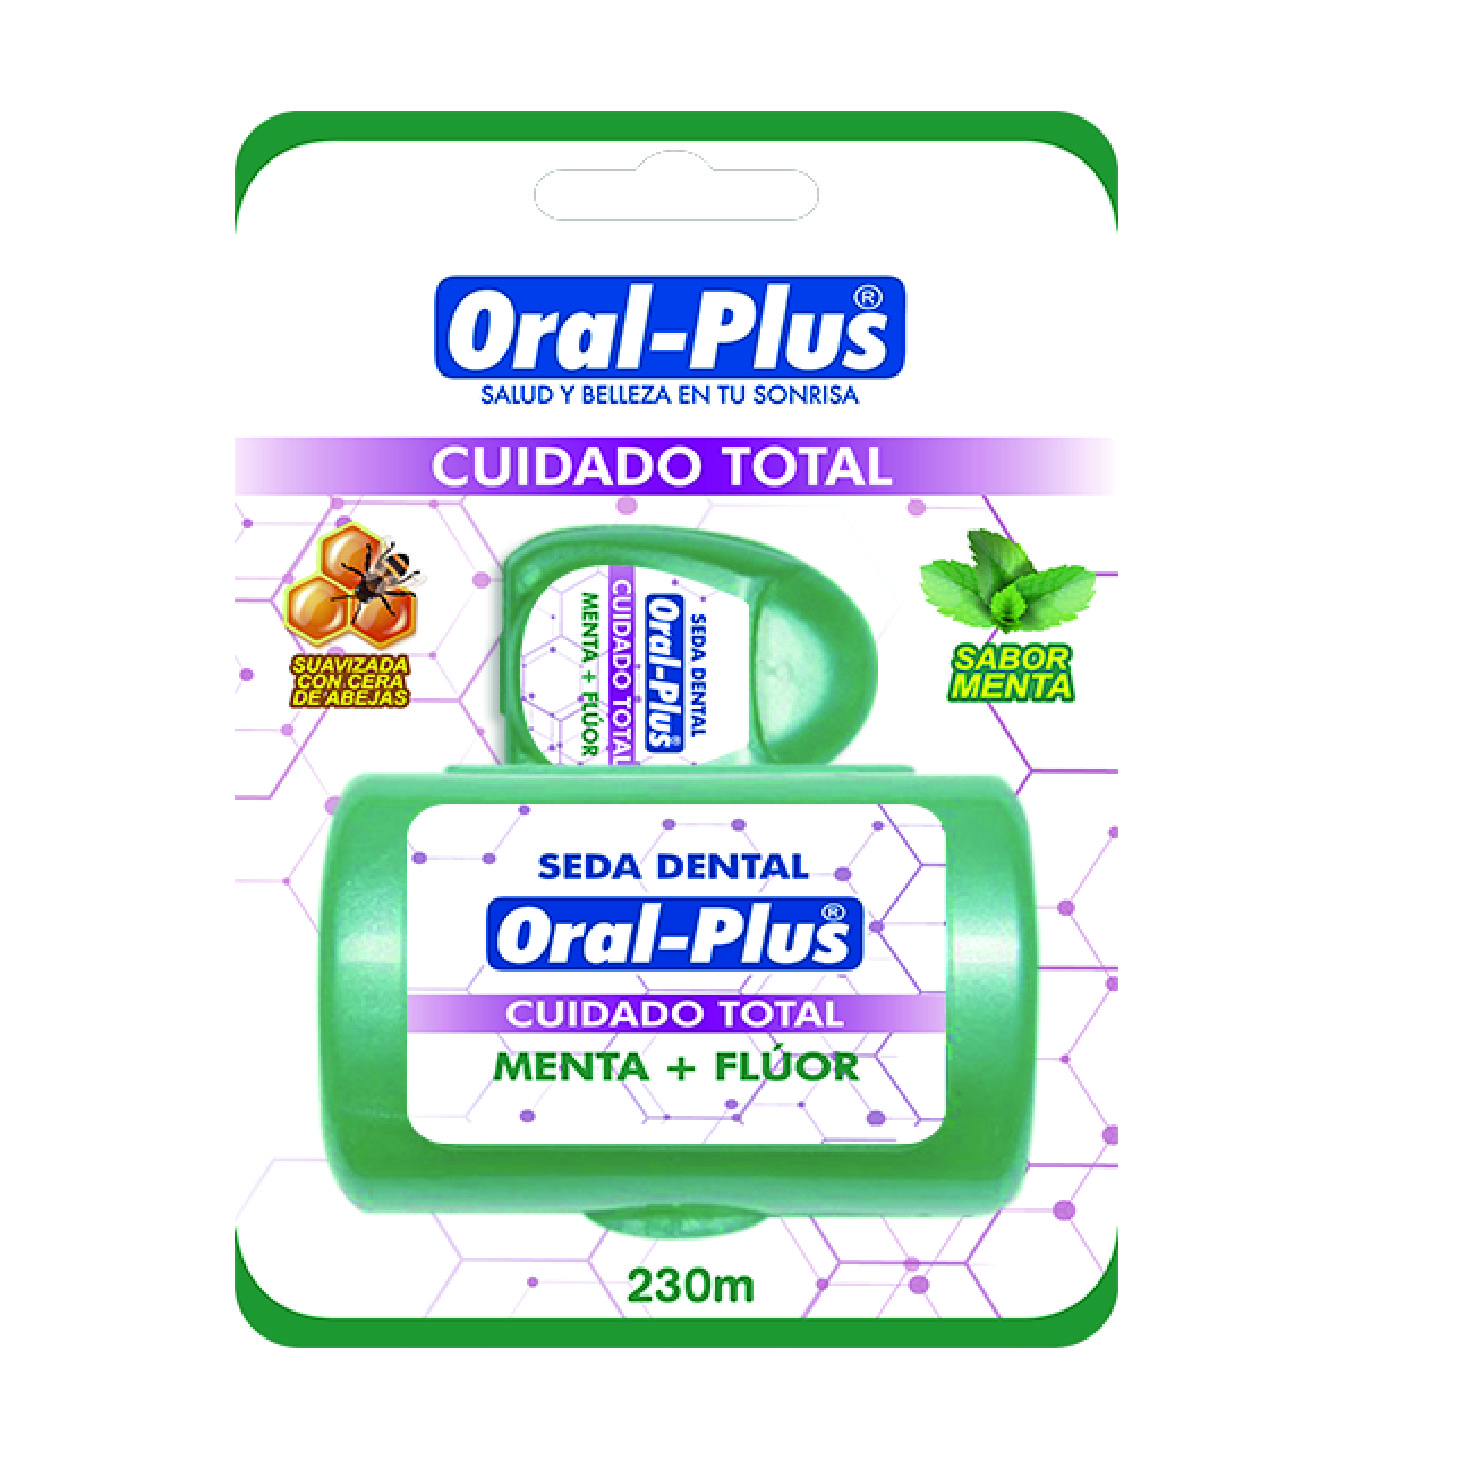 Oral-Plus®
SALUD Y BELLEZA EN TU SONRISA
CUIDADO TOTAL
SUAVIZADA
CON CERA
DE ABEJAS
SEDA DENTAL
Oral-Plus®
CUIDADO TOTAL
MENTA + FLÚOR
SABOR
MENTA
SEDA DENTAL
Oral-Plus®
CUIDADO TOTAL
MENTA + FLÚOR
230m